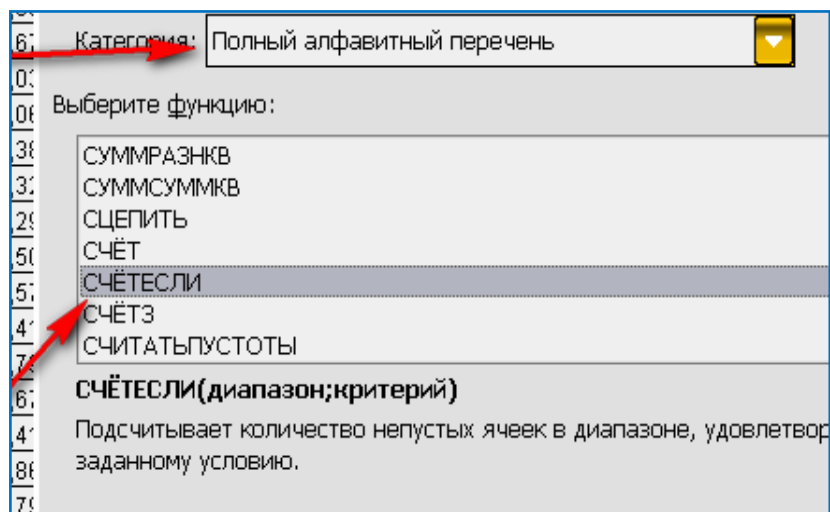 Категория: Полный алфавитный перечень
Выберите функцию:
СУММРАЗНКВ
СУММСУММКВ
СЦЕПИТЬ
СЧЁТ
СЧЁТЕСЛИ
СЧЁТЗ
СЧИТАТЬПУСТОТЫ
СЧЁТЕСЛИ(диапазон;критерий)
Подсчитывает количество непустых ячеек в диапазоне,
заданному условию.